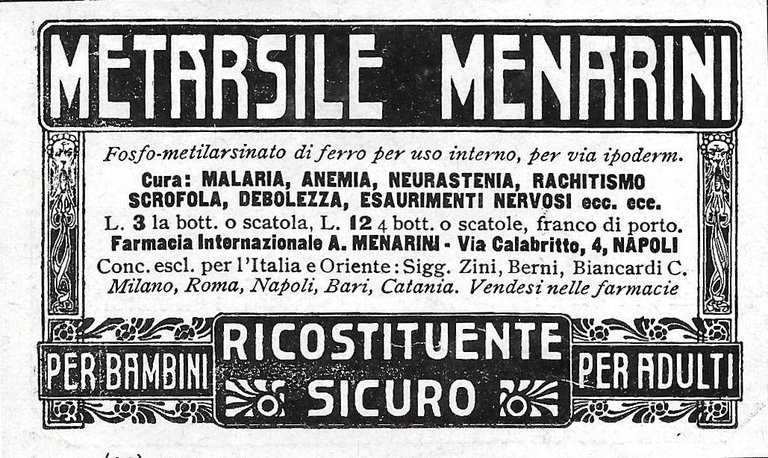 METARSILE MENARINI
Fosfo-metilarsinato di ferro per uso interno, per via ipoderm.
Cura: MALARIA, ANEMIA, NEURASTENIA, RACHITISMO
SCROFOLA, DEBOLEZZA, ESAURIMENTI NERVOSI ecc. ecc.
L. 3 la bott. o scatola, L. 12 4 bott. o scatole, franco di porto.
Farmacia Internazionale A. MENARINI - Via Calabritto, 4, NAPOLI
Conc. escl. per l'Italia e Oriente: Sigg. Zini, Berni, Biancardi C.
Milano, Roma, Napoli, Bari, Catania. Vendesi nelle farmacie
RICOSTITUENTE
SICURO
PER BAMBINI
PER ADULTI